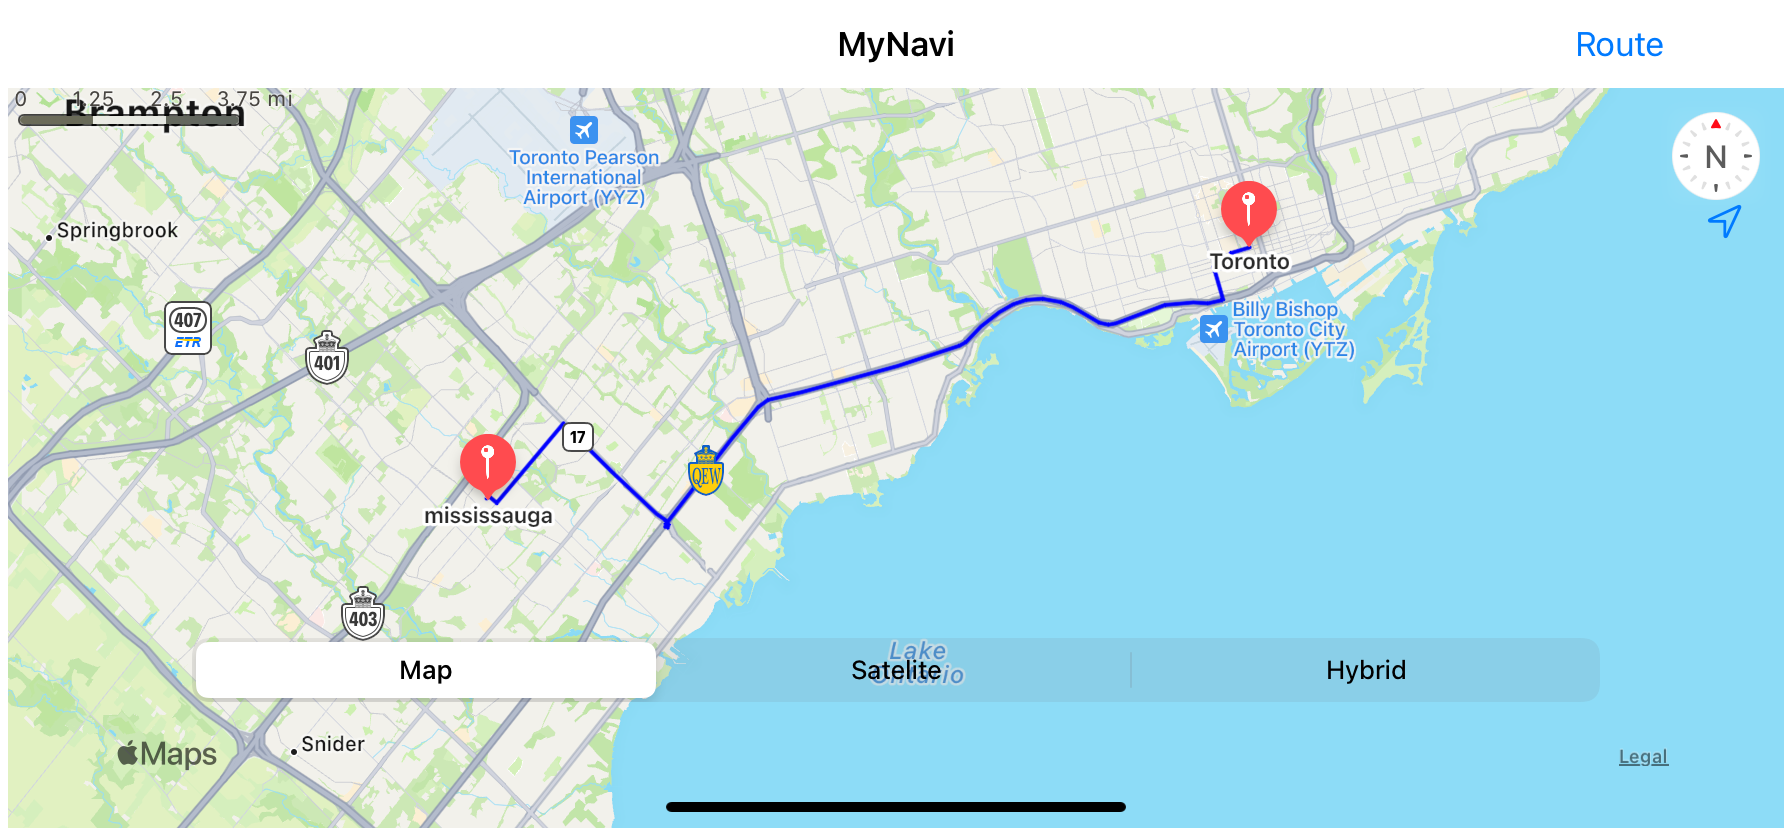 MyNavi
Route
0 1.25 2.5 3.75 mi
Brampton
Toronto Pearson
International
Airport (YYZ)
N
Springbrook
Toronto
407
ETR
401
Billy Bishop
Toronto City
Airport (YTZ)
17
QEW
mississauga
403
Lake
Ontario
Map
Satelite
Hybrid
Snider
Maps
Legal